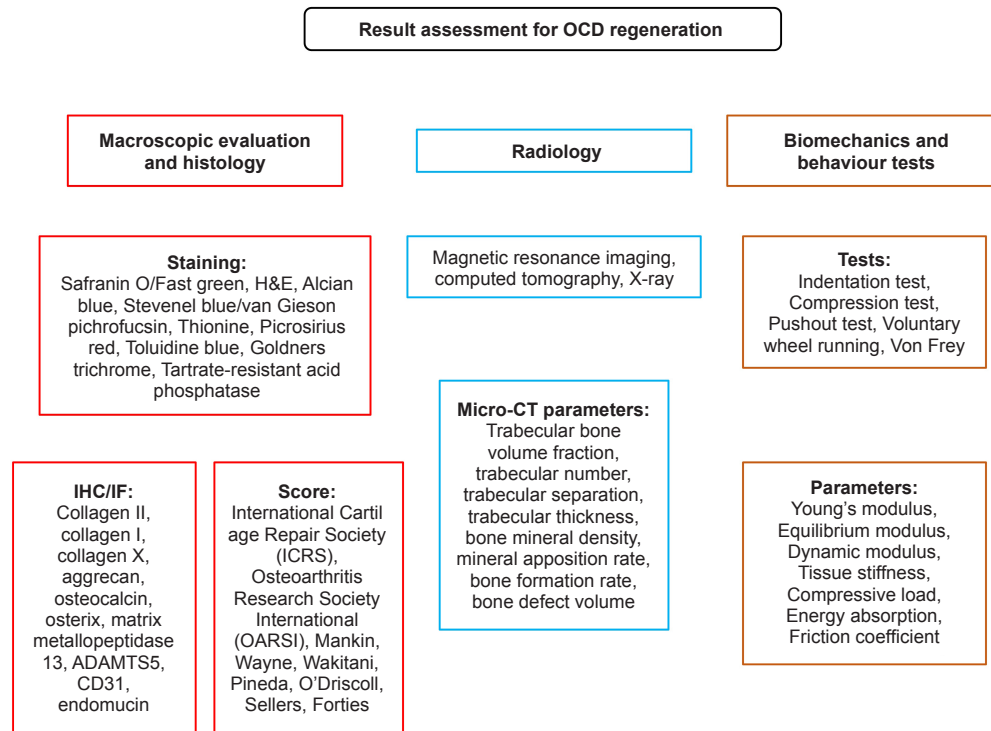 Result assessment for OCD regeneration
Macroscopic evaluation
and histology
Radiology
Biomechanics and
behaviour tests
Staining:
Safranin O/Fast green, H&E, Alcian
blue, Stevenel blue/van Gieson
pichrofucsin, Thionine, Picrosirius
red, Toluidine blue, Goldners
trichrome, Tartrate-resistant acid
phosphatase
Magnetic resonance imaging,
computed tomography, X-ray
Tests:
Indentation test,
Compression test,
Pushout test, Voluntary
wheel running, Von Frey
IHC/IF:
Collagen II,
collagen I,
collagen X,
aggrecan,
osteocalcin,
osterix, matrix
metallopeptidase
13, ADAMTS5,
CD31,
endomucin
Score:
International Cartil
age Repair Society
(ICRS),
Osteoarthritis
Research Society
International
(OARSI), Mankin,
Wayne, Wakitani,
Pineda, O’Driscoll,
Sellers, Forties
Micro-CT parameters:
Trabecular bone
volume fraction,
trabecular number,
trabecular separation,
trabecular thickness,
bone mineral density,
mineral apposition rate,
bone formation rate,
bone defect volume
Parameters:
Young’s modulus,
Equilibrium modulus,
Dynamic modulus,
Tissue stiffness,
Compressive load,
Energy absorption,
Friction coefficient